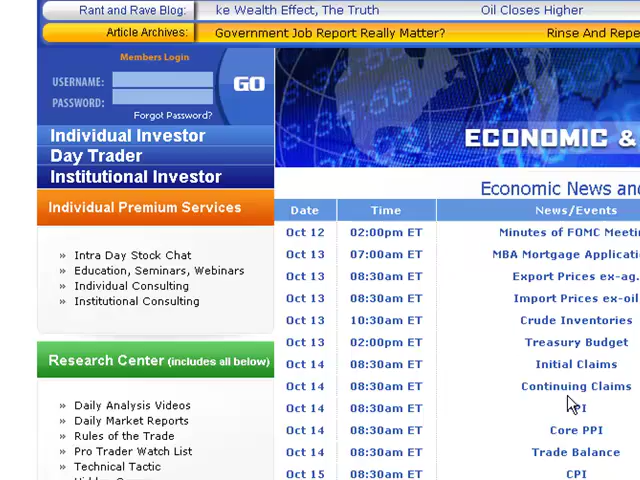 Rant and Rave Blog: ke Wealth Effect, The Truth Oil Closes Higher
Article Archives: Government Job Report Really Matter? Rinse And Repe
Members Login
USERNAME:
GO
PASSWORD:
Forgot Password?
Individual Investor
Day Trader
Institutional Investor
ECONOMIC &
Individual Premium Services
Intra Day Stock Chat
Education, Seminars, Webinars
Individual Consulting
Institutional Consulting
Research Center (includes all below)
Daily Analysis Videos
Daily Market Reports
Rules of the Trade
Pro Trader Watch List
Technical Tactic
Economic News and
Date Time News/Events
Oct 12 02:00pm ET Minutes of FOMC Meeti
Oct 13 07:00am ET MBA Mortgage Applicati
Oct 13 08:30am ET Export Prices ex-ag.
Oct 13 08:30am ET Import Prices ex-oil
Oct 13 10:30am ET Crude Inventories
Oct 13 02:00pm ET Treasury Budget
Oct 14 08:30am ET Initial Claims
Oct 14 08:30am ET Continuing Claims
Oct 14 08:30am ET PI
Oct 14 08:30am ET Core PPI
Oct 14 08:30am ET Trade Balance
Oct 15 08:30am ET CPI